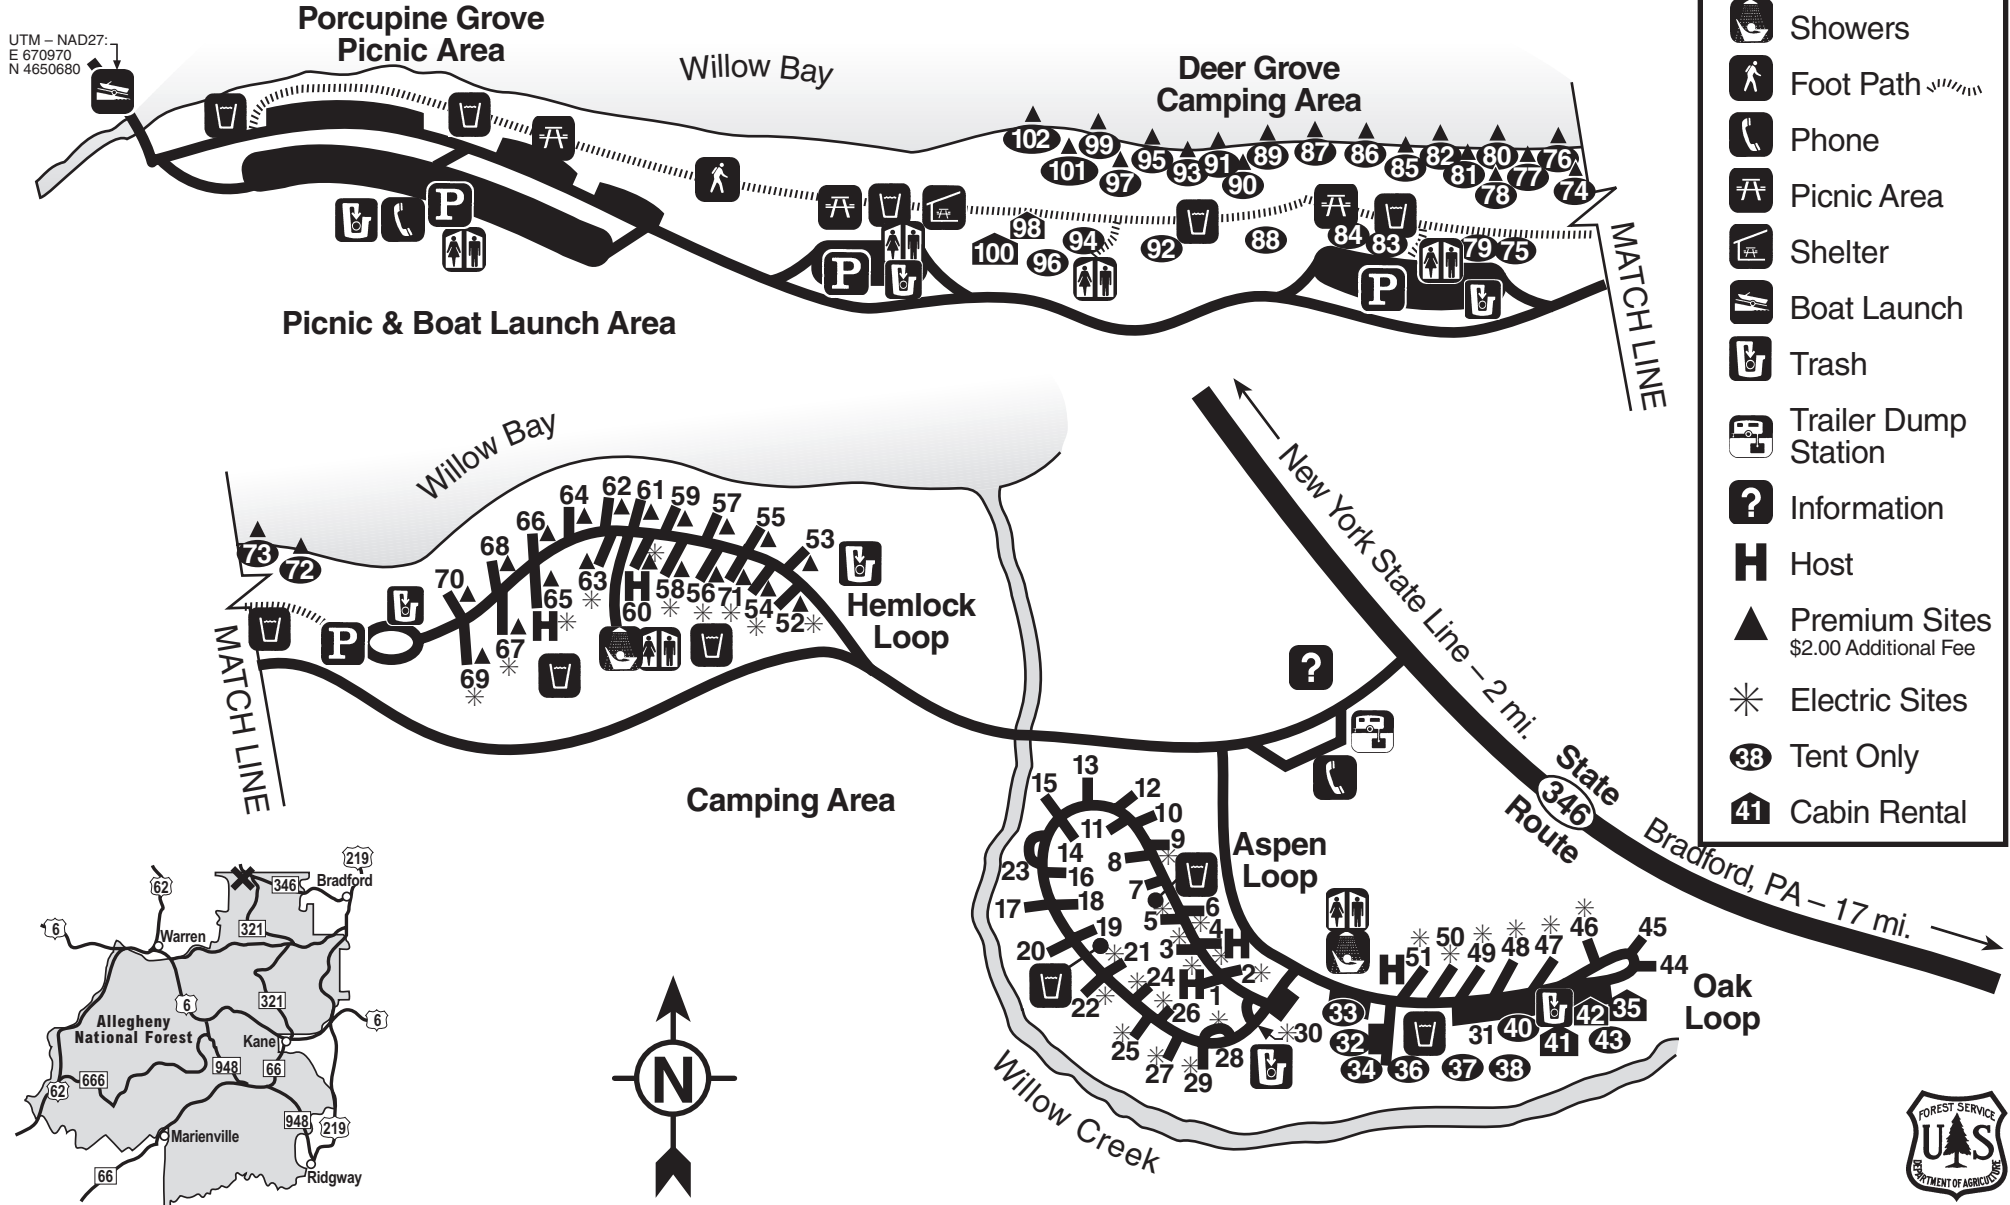 Porcupine Grove
Picnic Area
UTM – NAD27:
E 670970
N 4650680
Willow Bay
Deer Grove
Camping Area
102
99
101
97
95
93
91
90
89
87
86
85
82
81
80
78
77
76
74
P
100
98
96
94
92
88
84
83
79
75
P
P
Picnic & Boat Launch Area
MATCH LINE
Showers
Foot Path
Phone
Picnic Area
Shelter
Boat Launch
Trash
Trailer Dump
Station
?
Information
H
Host
Premium Sites
$2.00 Additional Fee
Electric Sites
38
Tent Only
41
Cabin Rental
Willow Bay
73
72
MATCH LINE
P
70
69
68
67
66
65
H
64
63
62
61
H
60
59
58
57
56
71
55
54
53
52
Hemlock
Loop
Camping Area
New York State Line – 2 mi.
?
State
346
Route
Bradford, PA – 17 mi.
15
13
12
10
11
9
14
8
23
16
7
17
18
6
5
19
4
H
20
3
21
2
24
H
1
22
26
25
28
30
27
29
Aspen
Loop
H
51
50
49
48
47
46
45
44
33
32
34
36
31
40
37
38
41
42
35
43
Oak
Loop
Willow Creek
N
219
62
346
Bradford
6
321
Warren
6
321
6
Allegheny
National Forest
Kane
948
66
666
62
948
219
Marienville
66
Ridgway
FOREST SERVICE
U S
DEPARTMENT OF AGRICULTURE